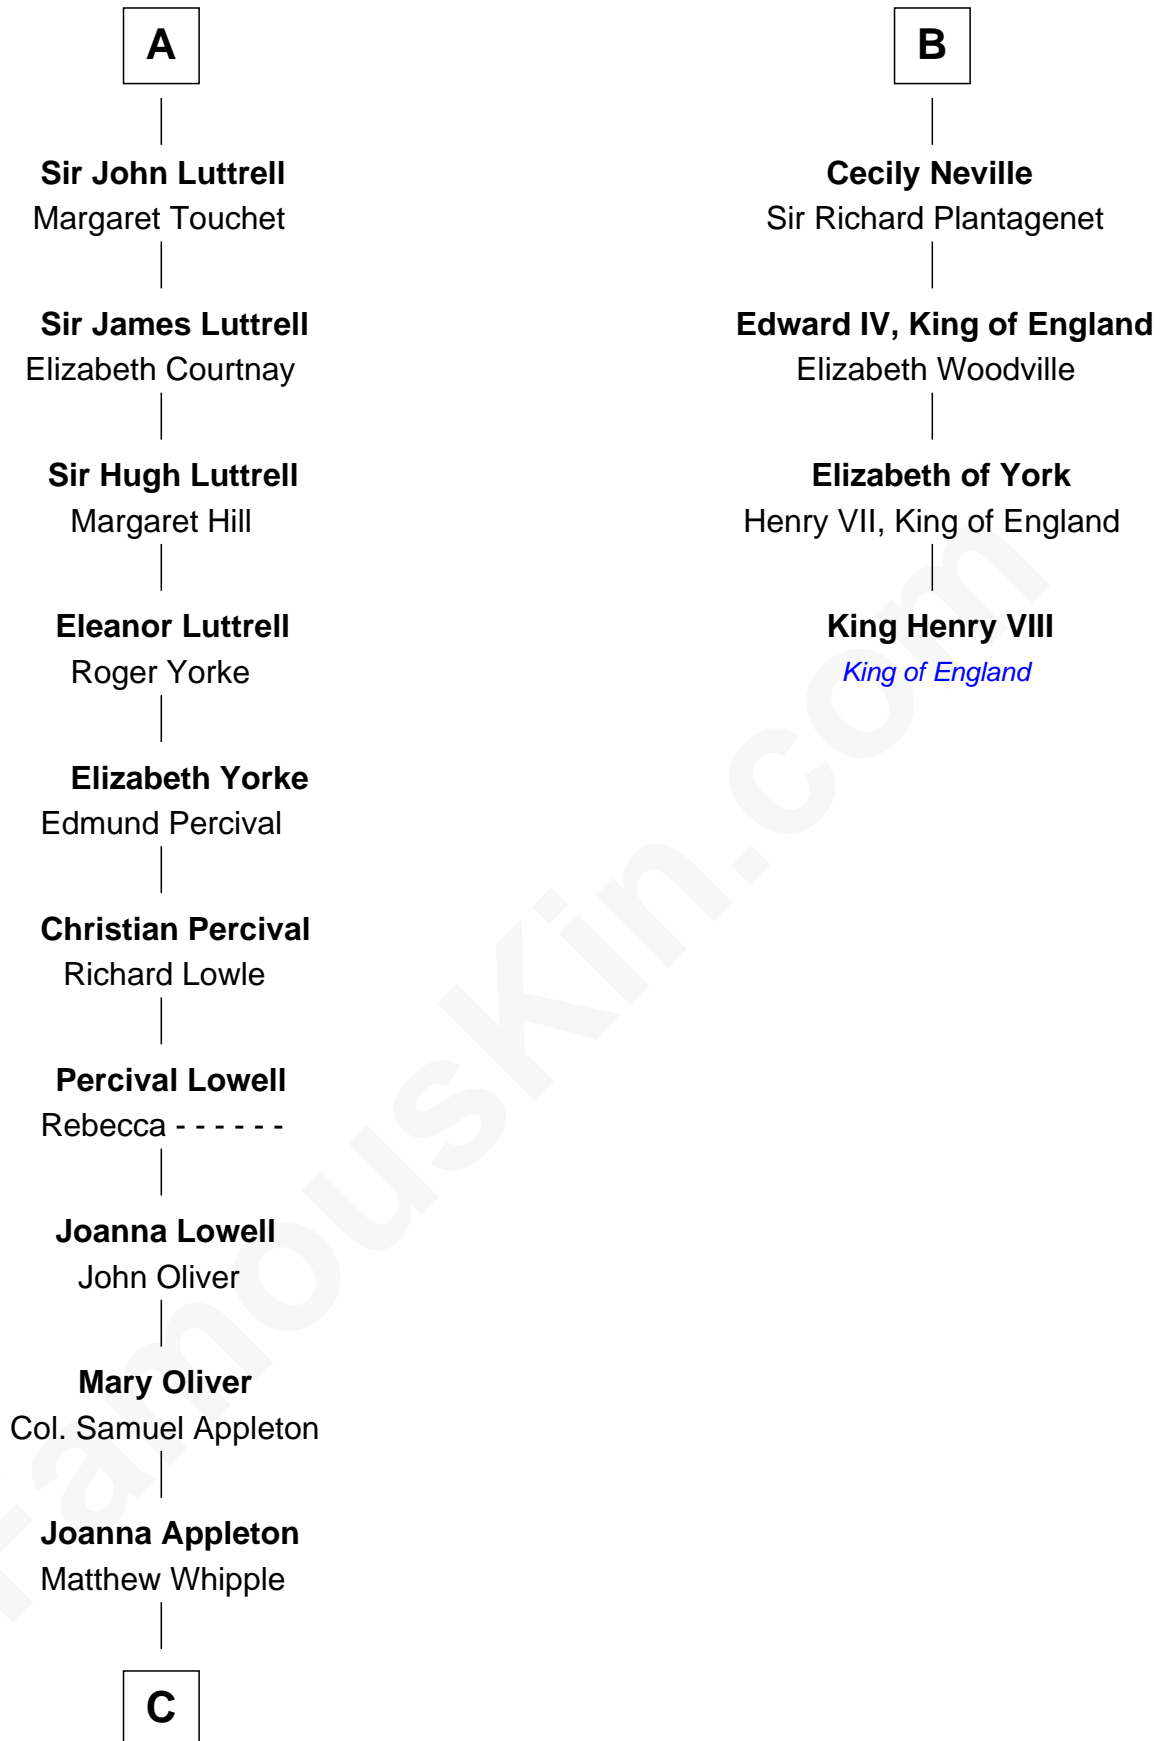 A
Sir John Luttrell
Margaret Touchet
Sir James Luttrell
Elizabeth Courtnay
Sir Hugh Luttrell
Margaret Hill
Eleanor Luttrell
Roger Yorke
Elizabeth Yorke
Edmund Percival
Christian Percival
Richard Lowle
Percival Lowell
Rebecca - - - - - -
Joanna Lowell
John Oliver
Mary Oliver
Col. Samuel Appleton
Joanna Appleton
Matthew Whipple
C
B
Cecily Neville
Sir Richard Plantagenet
Edward IV, King of England
Elizabeth Woodville
Elizabeth of York
Henry VII, King of England
King Henry VIII
King of England
FamousKin.com